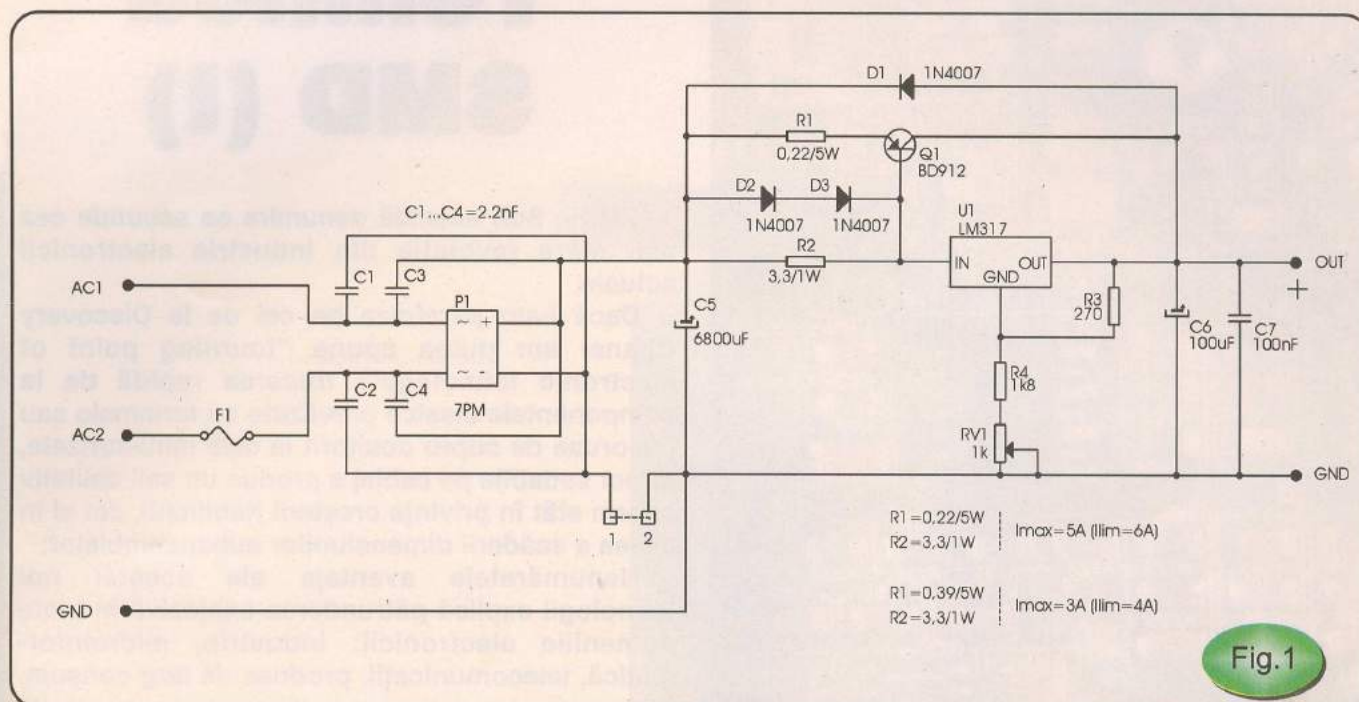 SMD (I)
D1
1N4007
R1
0,22/5W
Q1
BD912
D2
D3
1N4007
1N4007
C1...C4=2.2nF
U1
LM317
R2
3,3/1W
IN
OUT
GND
OUT
+
C1
C3
P1
AC1
~ +
~ -
C5
6800uF
R3
270
C6
100uF
C7
100nF
C2
C4
7PM
R4
1k8
F1
AC2
RV1
1k
GND
1
2
R1=0,22/5W
R2=3,3/1W
Imax=5A (Ilim=6A)
R1=0,39/5W
R2=3,3/1W
Imax=3A (Ilim=4A)
GND
Fig.1